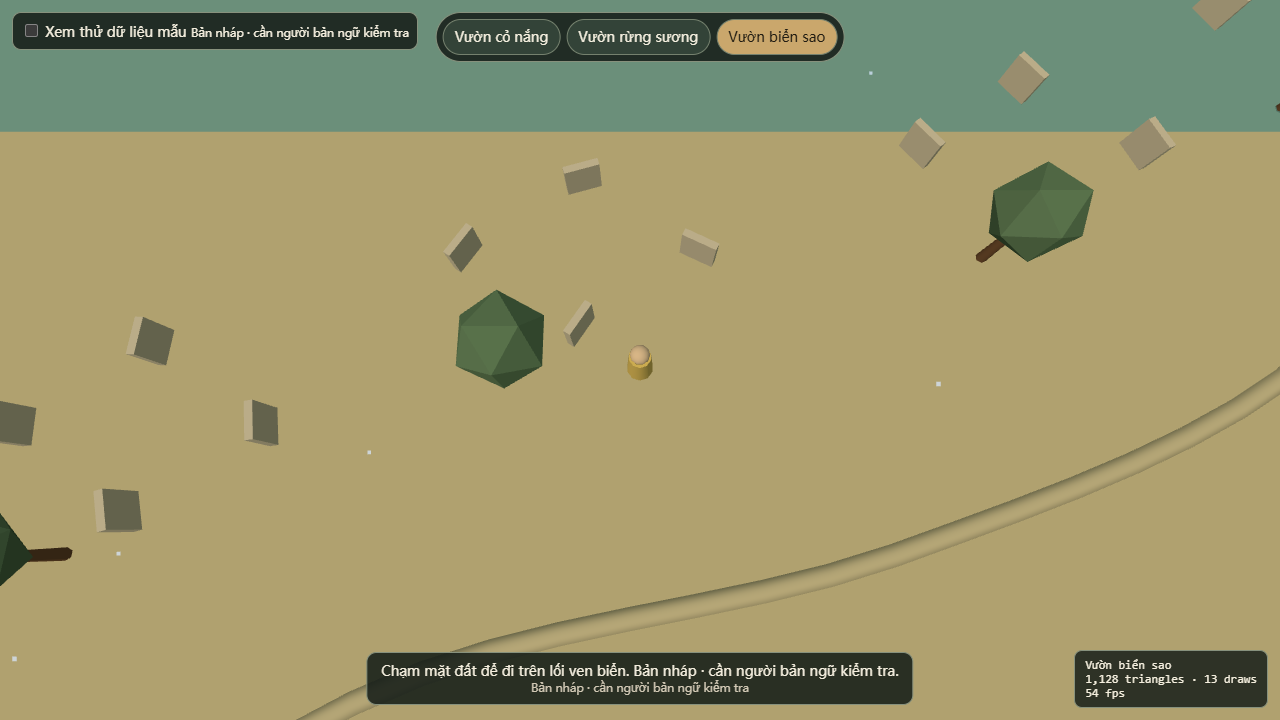 Xem thử dữ liệu mẫu Bản nháp · cần người bản ngữ kiểm tra
Vườn cỏ nắng
Vườn rừng sương
Vườn biển sao
Chạm mặt đất để đi trên lối ven biển. Bản nháp · cần người bản ngữ kiểm tra.
Bản nháp · cần người bản ngữ kiểm tra
Vườn biển sao
1,128 triangles · 13 draws
54 fps